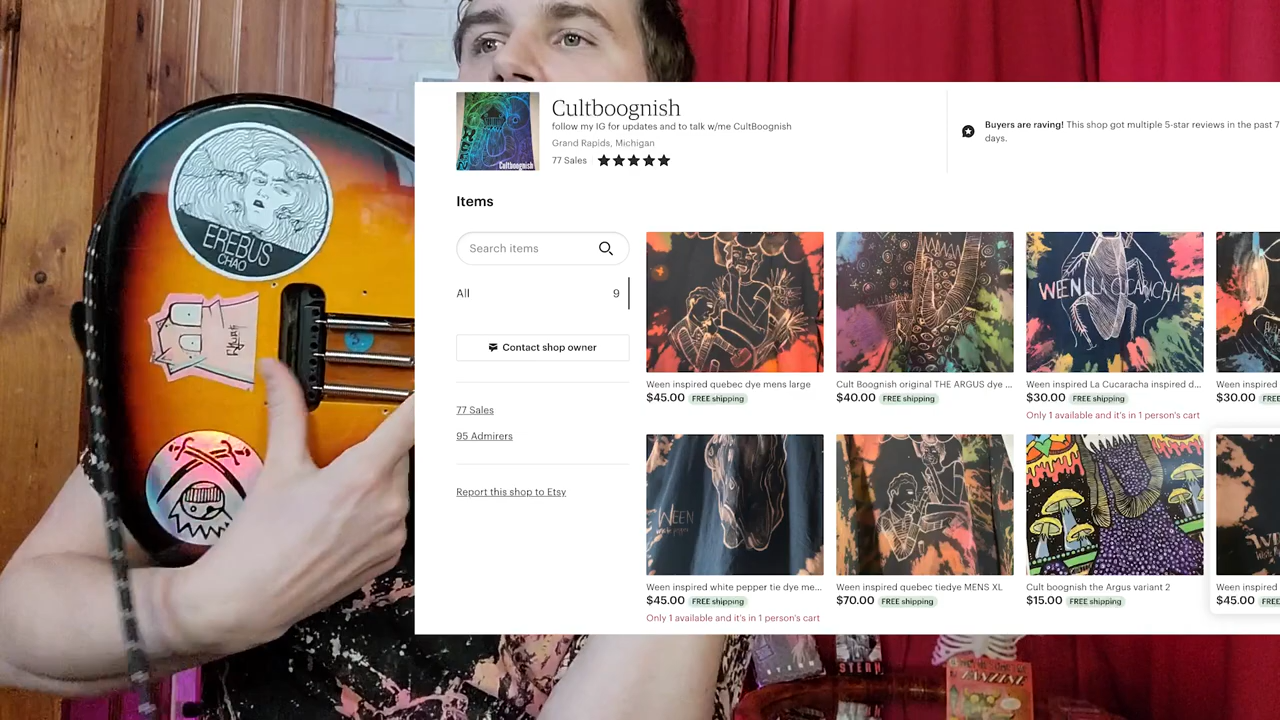 Cultboognish
follow my IG for updates and to talk w/me CultBoognish
Grand Rapids, Michigan
77 Sales
Cultboognish
Buyers are raving! This shop got multiple 5-star reviews in the past 7
days.
Items
Search items
All 9
Contact shop owner
77 Sales
95 Admirers
Report this shop to Etsy
EREBUS
CHAO
WEEN LA CUCARACHA
Ween inspired quebec dye mens large
$45.00 FREE shipping
Cult Boognish original THE ARGUS dye ...
$40.00 FREE shipping
Ween inspired La Cucaracha inspired d...
$30.00 FREE shipping
Only 1 available and it's in 1 person's cart
Ween inspired
$30.00 FREE
WEEN
white pepper
Ween inspired white pepper tie dye me...
$45.00 FREE shipping
Only 1 available and it's in 1 person's cart
Ween inspired quebec tiedye MENS XL
$70.00 FREE shipping
Cult boognish the Argus variant 2
$15.00 FREE shipping
Ween inspired
$45.00 FREE